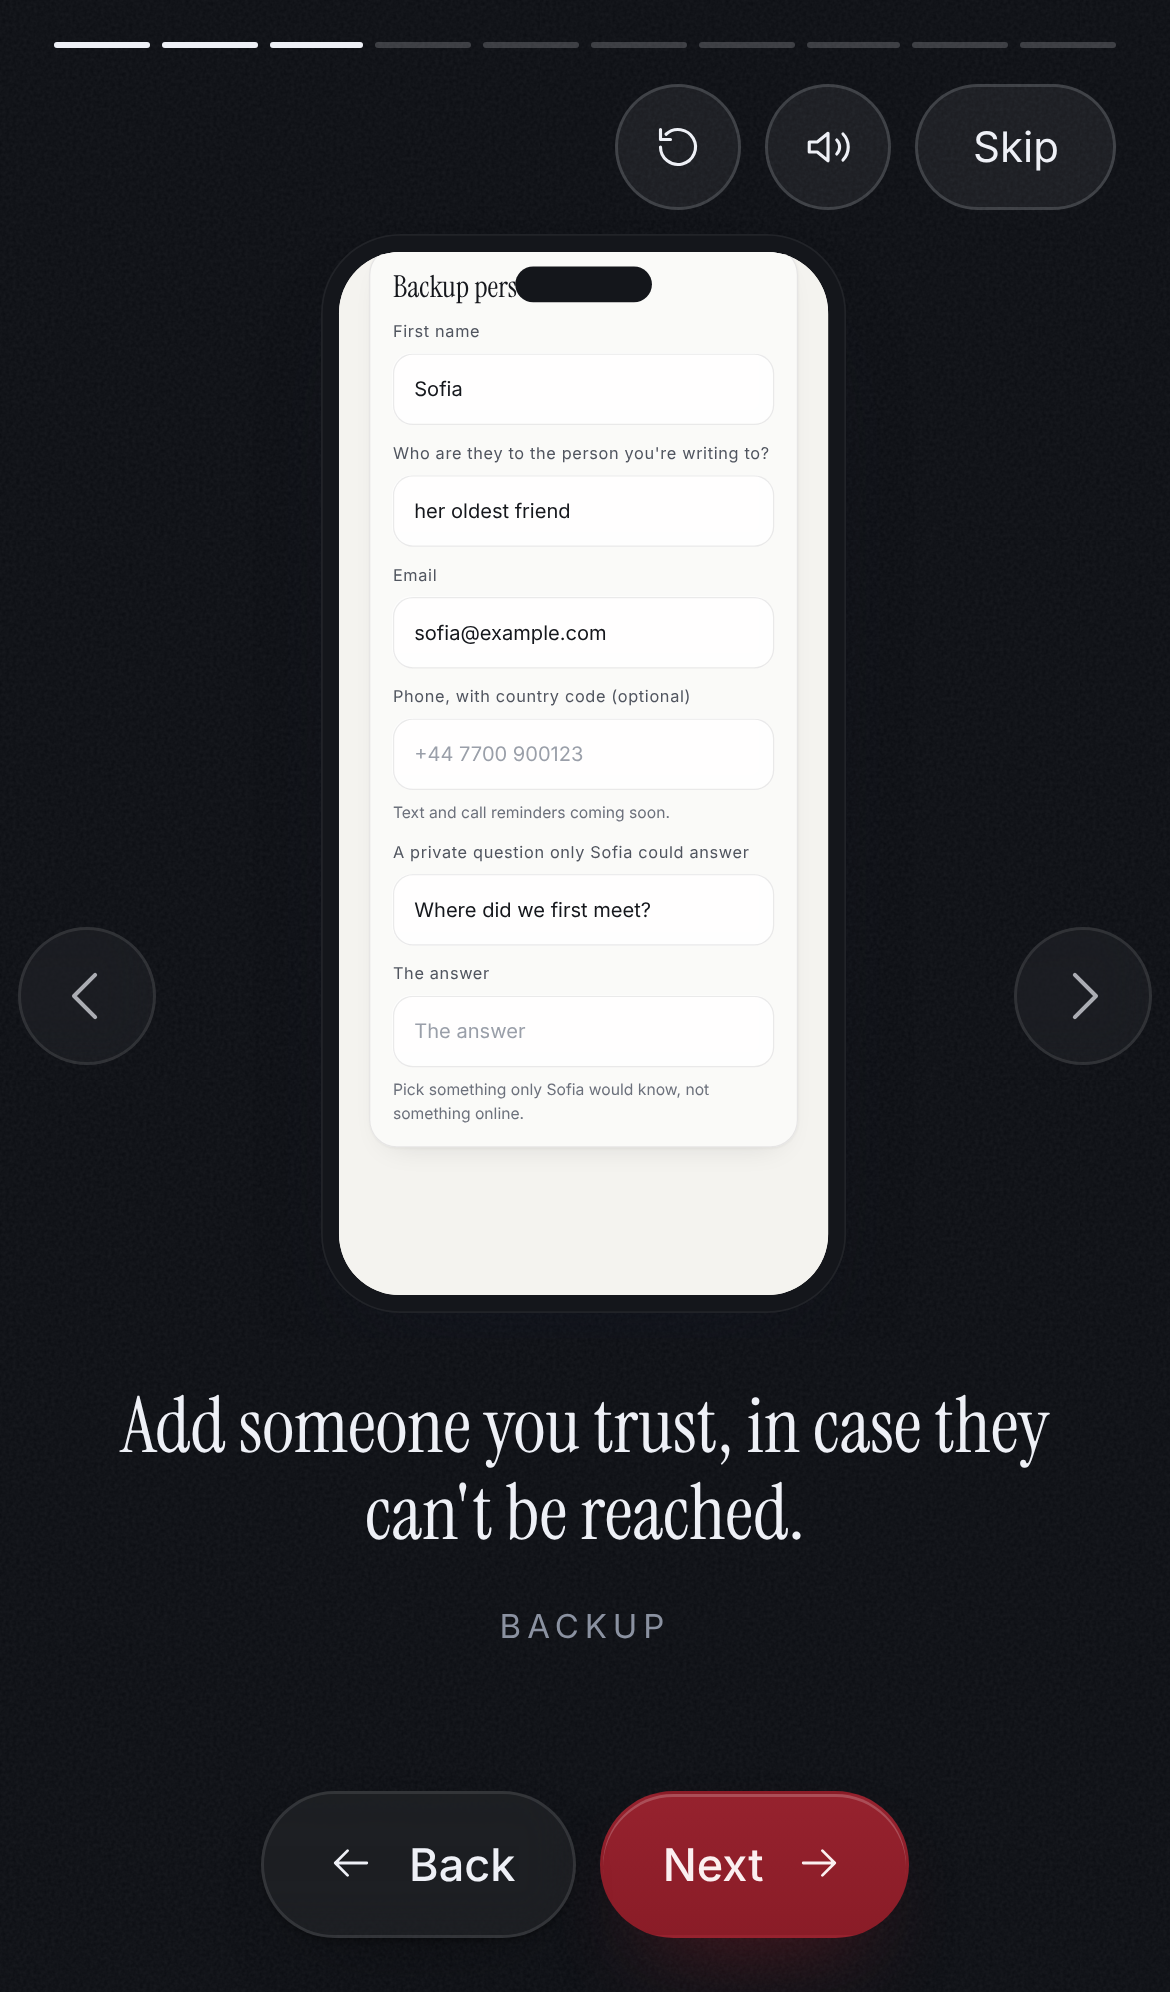 Skip
Backup pers
First name
Sofia
Who are they to the person you're writing to?
her oldest friend
Email
sofia@example.com
Phone, with country code (optional)
+44 7700 900123
Text and call reminders coming soon.
A private question only Sofia could answer
Where did we first meet?
The answer
The answer
Pick something only Sofia would know, not
something online.
Add someone you trust, in case they
can't be reached.
BACKUP
Back
Next